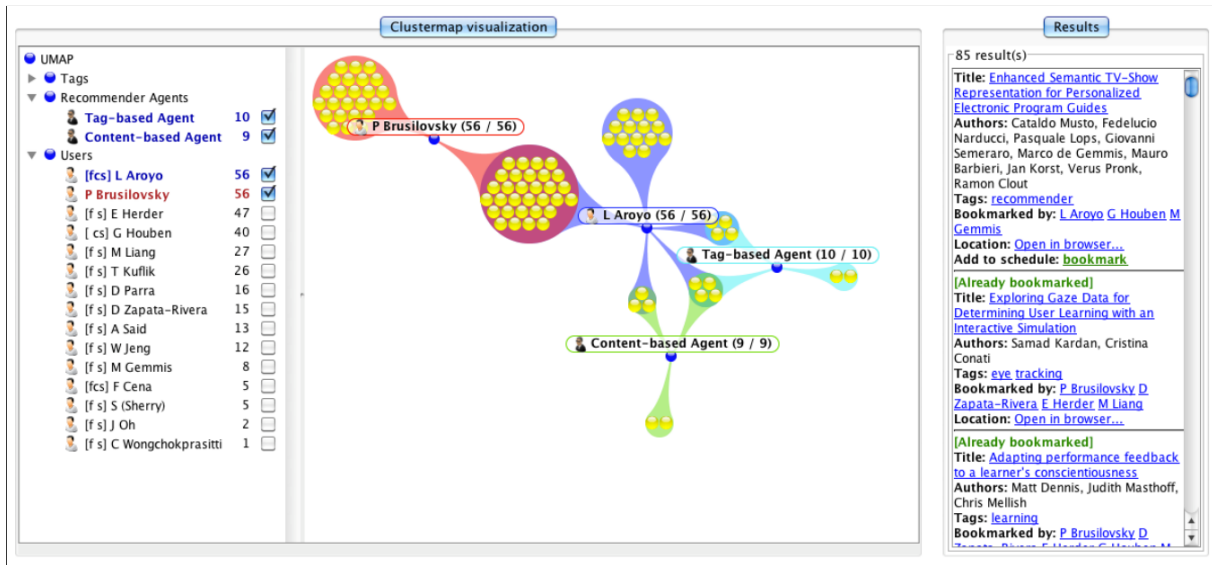 Clustermap visualization
UMAP
Tags
Recommender Agents
Tag-based Agent 10
Content-based Agent 9
Users
[fcs] L Aroyo 56
P Brusilovsky 56
[f s] E Herder 47
[ cs] G Houben 40
[f s] M Liang 27
[f s] T Kuflik 26
[f s] D Parra 16
[f s] D Zapata-Rivera 15
[f s] A Said 13
[f s] W Jeng 12
[f s] M Gemmis 8
[fcs] F Cena 5
[f s] S (Sherry) 5
[f s] J Oh 2
[f s] C Wongchokprasitti 1
P Brusilovsky (56 / 56)
L Aroyo (56 / 56)
Tag-based Agent (10 / 10)
Content-based Agent (9 / 9)
Results
85 result(s)
Title: Enhanced Semantic TV-Show
Representation for Personalized
Electronic Program Guides
Authors: Cataldo Musto, Fedelucio
Narducci, Pasquale Lops, Giovanni
Semeraro, Marco de Gemmis, Mauro
Barbieri, Jan Korst, Verus Pronk,
Ramon Clout
Tags: recommender
Bookmarked by: L Aroyo G Houben M
Gemmis
Location: Open in browser...
Add to schedule: bookmark
[Already bookmarked]
Title: Exploring Gaze Data for
Determining User Learning with an
Interactive Simulation
Authors: Samad Kardan, Cristina
Conati
Tags: eye tracking
Bookmarked by: P Brusilovsky D
Zapata-Rivera E Herder M Liang
Location: Open in browser...
[Already bookmarked]
Title: Adapting performance feedback
to a learner's conscientiousness
Authors: Matt Dennis, Judith Masthoff,
Chris Mellish
Tags: learning
Bookmarked by: P Brusilovsky D
Zapata-Rivera E Herder G Houben M